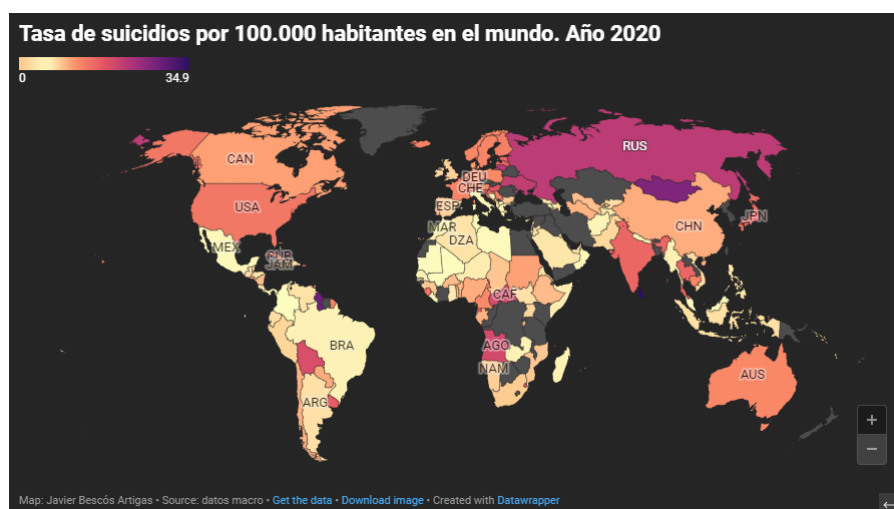 Tasa de suicidios por 100.000 habitantes en el mundo. Año 2020
0 34.9
RUS
CAN
DEU
CHE
USA
ESP
JPN
MAR
CHN
MEX
DZA
CUB
JAM
CAF
BRA
AGO
NAM
AUS
ARG
+
−
Map: Javier Bescós Artigas • Source: datos macro • Get the data • Download image • Created with Datawrapper